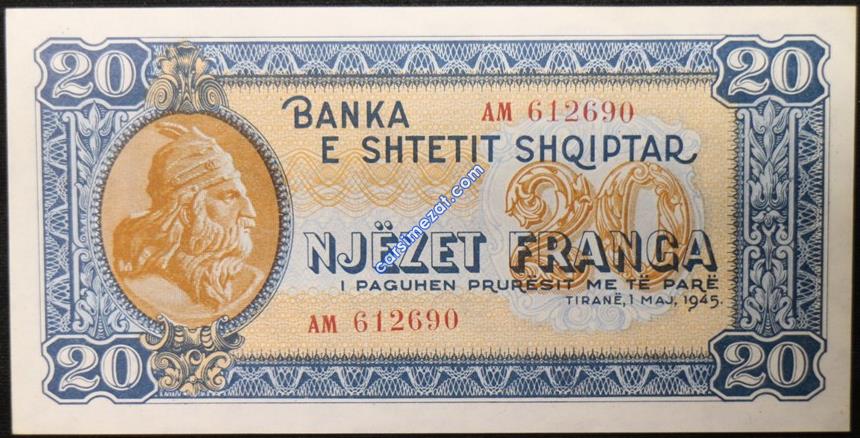 20 20
BANKA AM 612690
E SHTETIT SHQIPTAR
20
NJËZET FRANGA
I PAGUHEN PRURËSIT ME TË PARË
TIRANË, 1 MAJ, 1945.
AM 612690
20 20
carsimezat.com